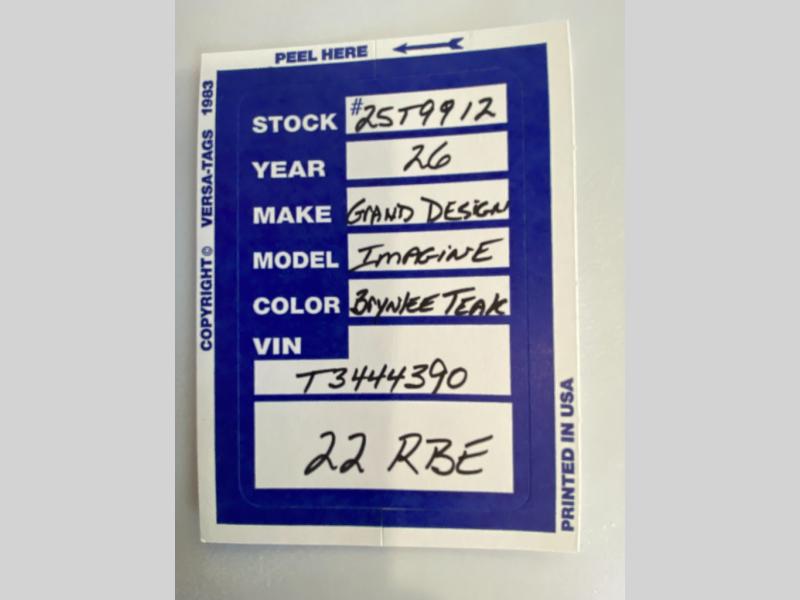 PEEL HERE
COPYRIGHT © VERSA-TAGS 1983
STOCK #25T9912
YEAR 26
MAKE GRAND DESIGN
MODEL IMAGINE
COLOR BRYNLEE TEAK
VIN
T3444390
22 RBE
PRINTED IN USA